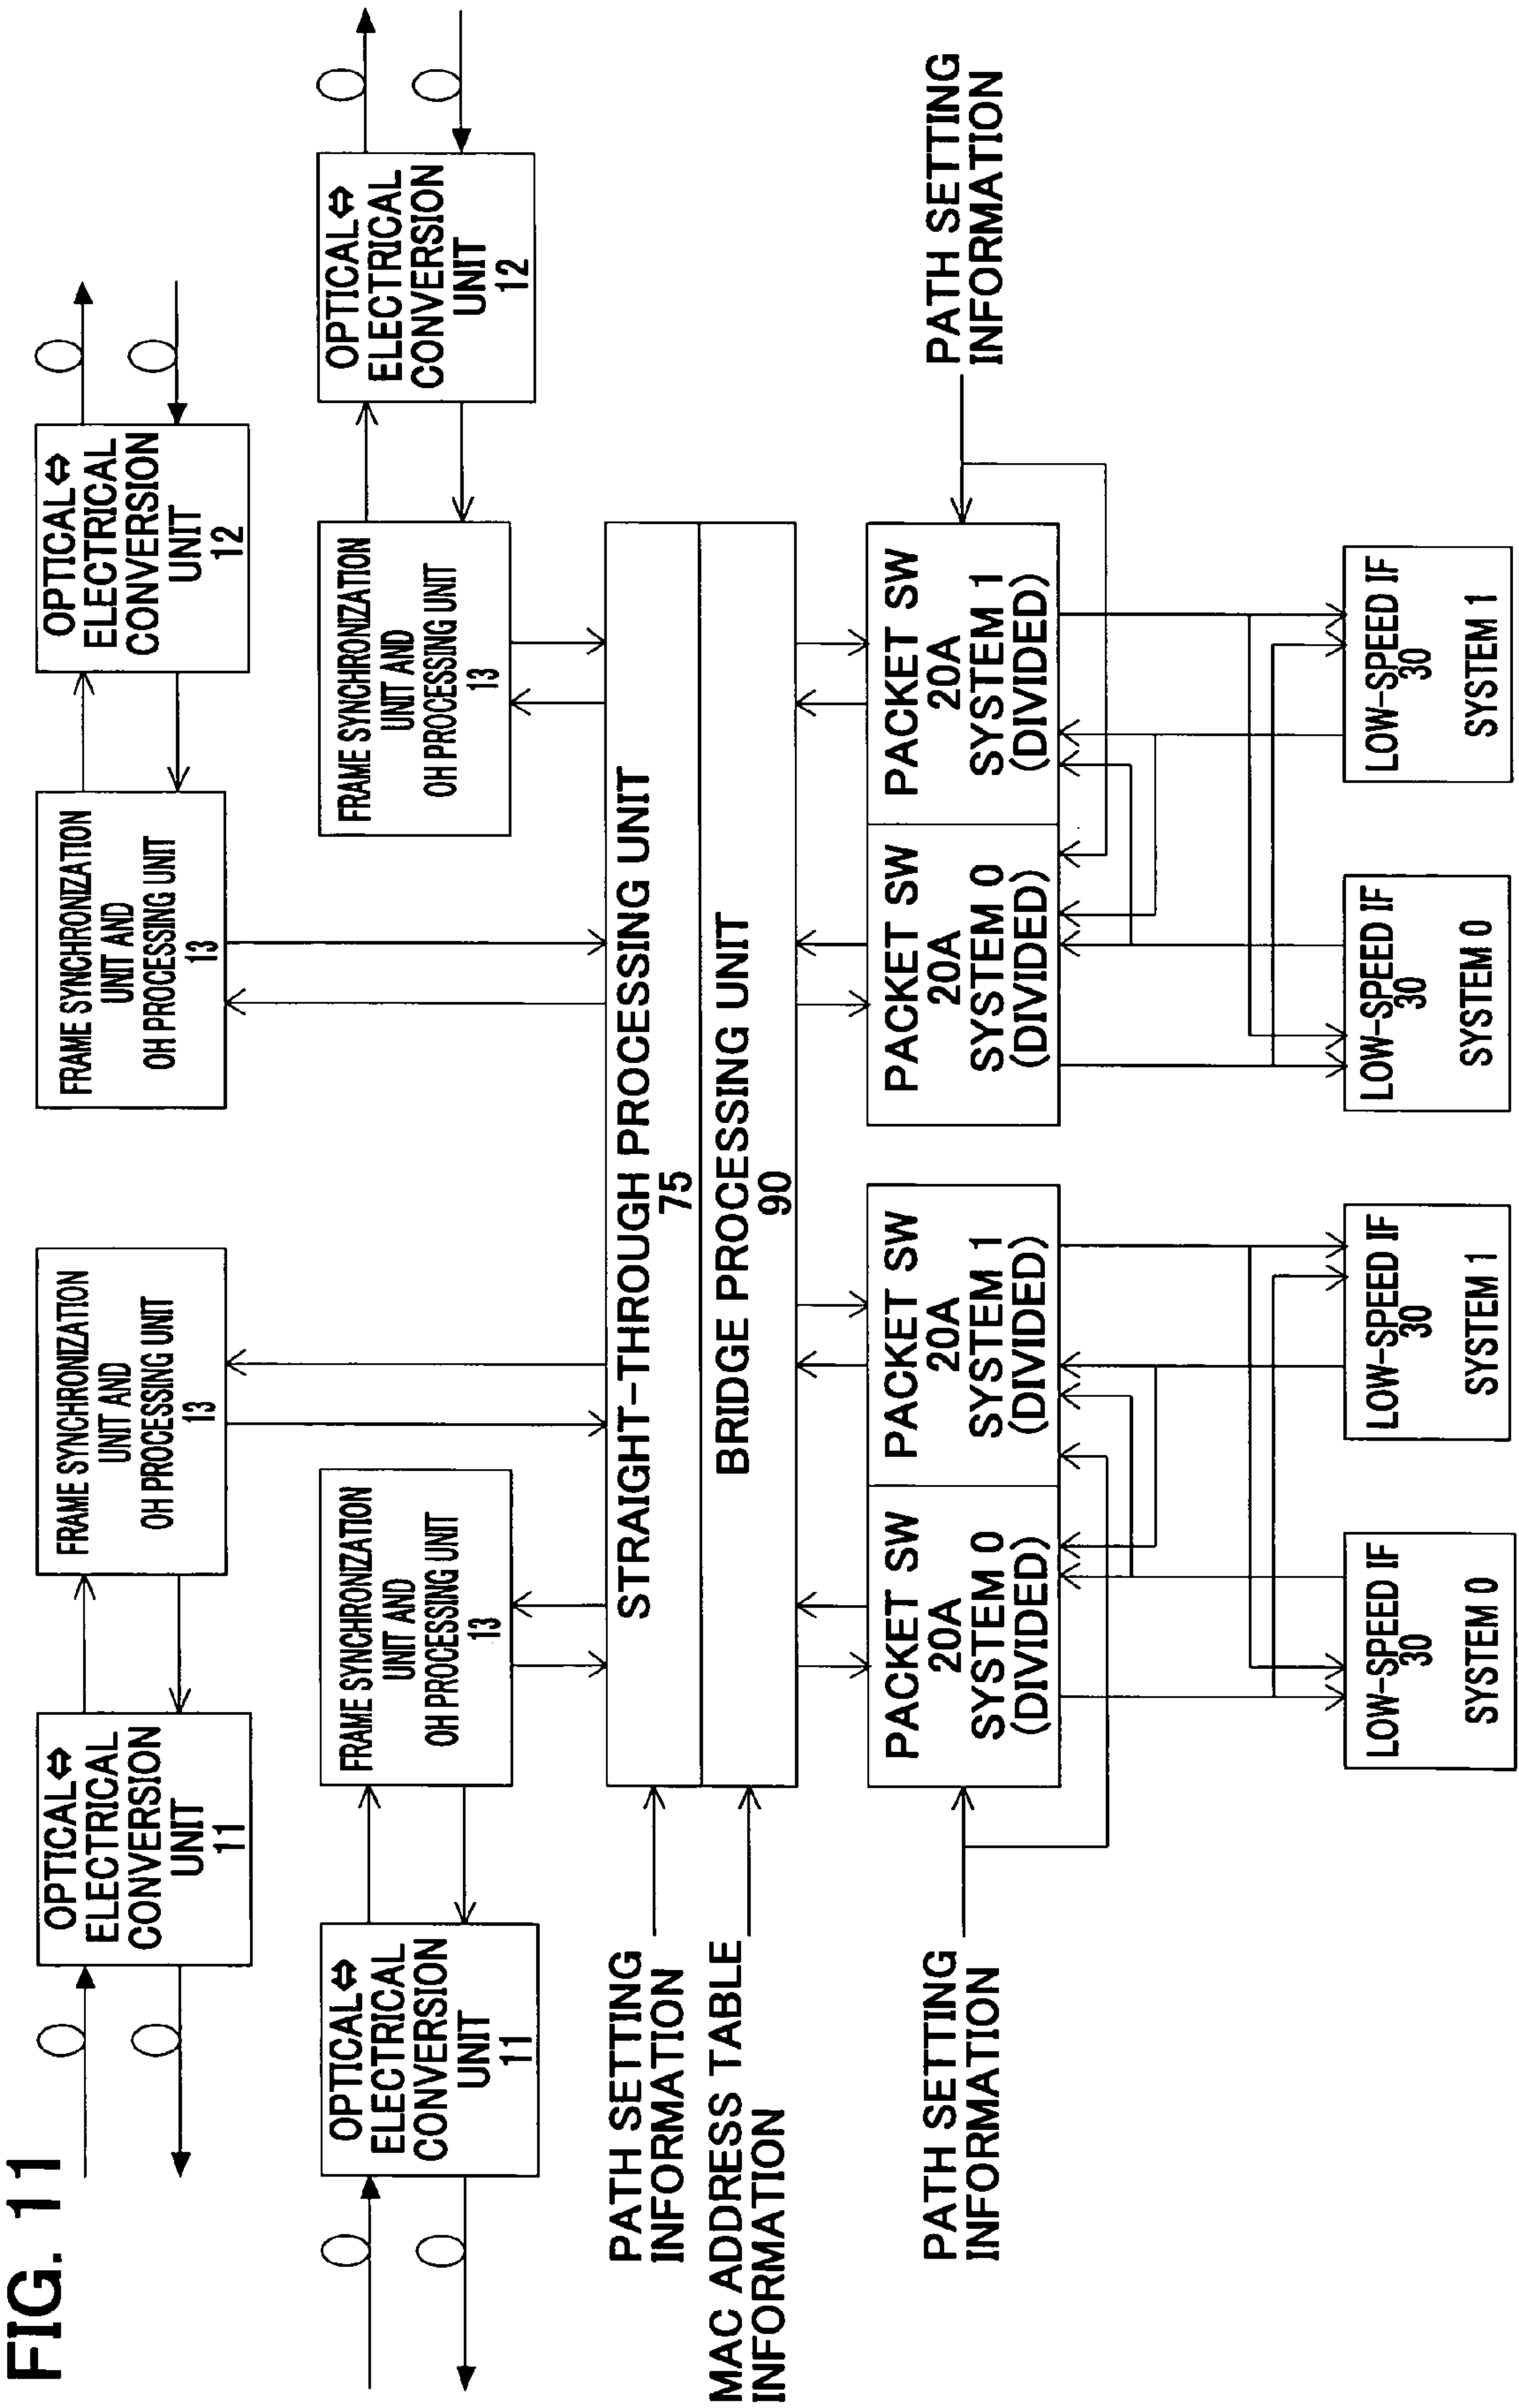 FIG. 11
OPTICAL⇔
ELECTRICAL
CONVERSION
UNIT
11
FRAME SYNCHRONIZATION
UNIT AND
OH PROCESSING UNIT
13
FRAME SYNCHRONIZATION
UNIT AND
OH PROCESSING UNIT
13
OPTICAL⇔
ELECTRICAL
CONVERSION
UNIT
12
OPTICAL⇔
ELECTRICAL
CONVERSION
UNIT
11
FRAME SYNCHRONIZATION
UNIT AND
OH PROCESSING UNIT
13
FRAME SYNCHRONIZATION
UNIT AND
OH PROCESSING UNIT
13
OPTICAL⇔
ELECTRICAL
CONVERSION
UNIT
12
PATH SETTING
INFORMATION
STRAIGHT-THROUGH PROCESSING UNIT
75
MAC ADDRESS TABLE
INFORMATION
BRIDGE PROCESSING UNIT
90
PATH SETTING
INFORMATION
PACKET SW
20A
SYSTEM 0
(DIVIDED)
PACKET SW
20A
SYSTEM 1
(DIVIDED)
PACKET SW
20A
SYSTEM 0
(DIVIDED)
PACKET SW
20A
SYSTEM 1
(DIVIDED)
PATH SETTING
INFORMATION
LOW-SPEED IF
30
SYSTEM 0
LOW-SPEED IF
30
SYSTEM 1
LOW-SPEED IF
30
SYSTEM 0
LOW-SPEED IF
30
SYSTEM 1